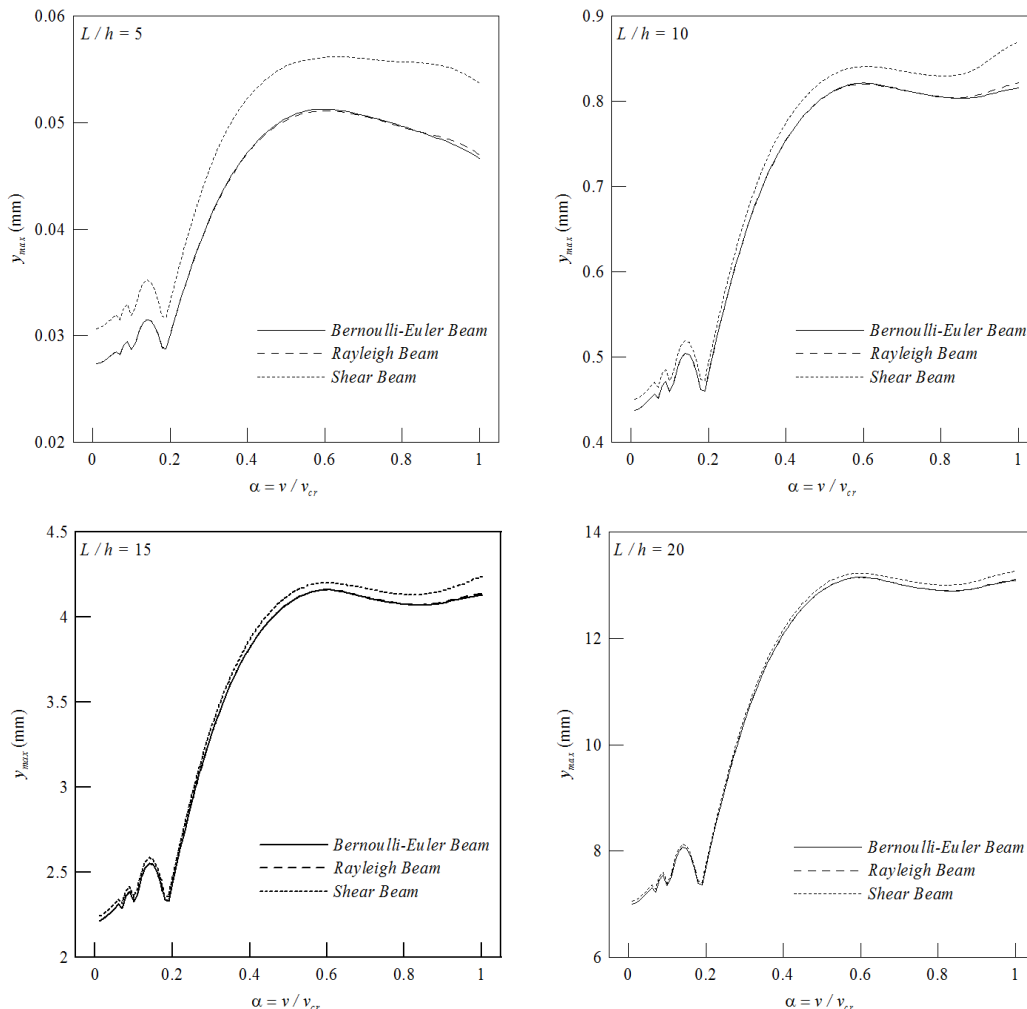 L / h = 5
0.06
0.05
0.04
0.03
0.02
y_max (mm)
Bernoulli-Euler Beam
Rayleigh Beam
Shear Beam
0 0.2 0.4 0.6 0.8 1
α = v / v_cr
L / h = 10
0.9
0.8
0.7
0.6
0.5
0.4
y_max (mm)
Bernoulli-Euler Beam
Rayleigh Beam
Shear Beam
0 0.2 0.4 0.6 0.8 1
α = v / v_cr
L / h = 15
4.5
4
3.5
3
2.5
2
y_max (mm)
Bernoulli-Euler Beam
Rayleigh Beam
Shear Beam
0 0.2 0.4 0.6 0.8 1
α = v / v_cr
L / h = 20
14
12
10
8
6
y_max (mm)
Bernoulli-Euler Beam
Rayleigh Beam
Shear Beam
0 0.2 0.4 0.6 0.8 1
α = v / v_cr